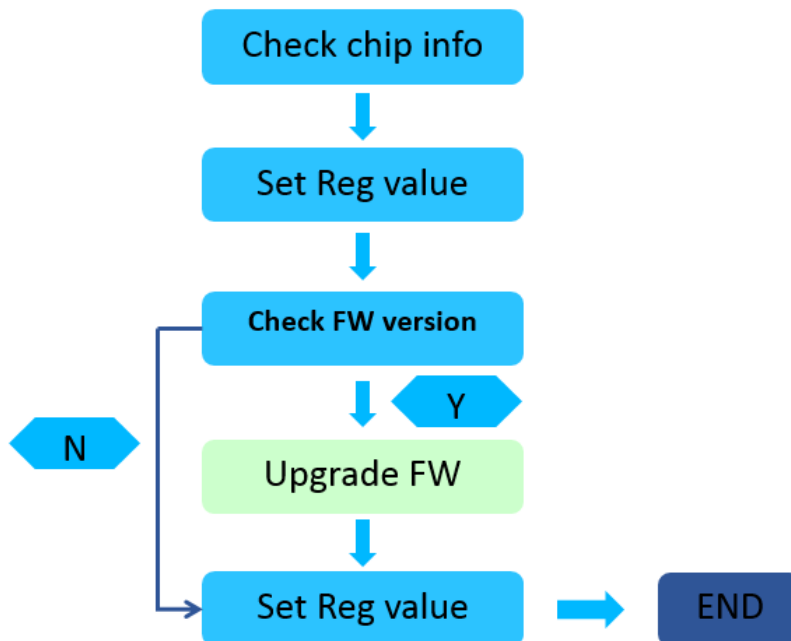 Check chip info
Set Reg value
Check FW version
Y
N
Upgrade FW
Set Reg value
END